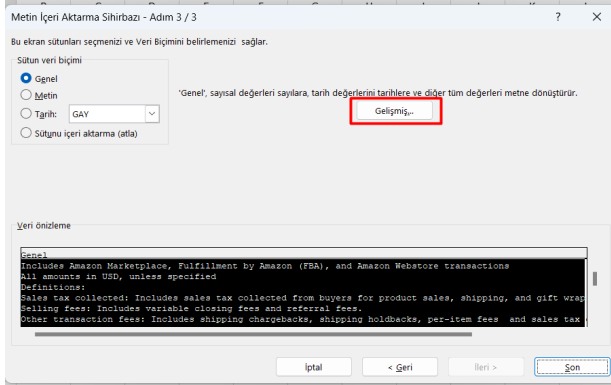 Metin İçeri Aktarma Sihirbazı - Adım 3 / 3
Bu ekran sütunları seçmenizi ve Veri Biçimini belirlemenizi sağlar.
Sütun veri biçimi
Genel
Metin
Tarih: GAY
Sütunu içeri aktarma (atla)
'Genel', sayısal değerleri sayılara, tarih değerlerini tarihlere ve diğer tüm değerleri metne dönüştürür.
Gelişmiş...
Veri önizleme
Genel
Includes Amazon Marketplace, Fulfillment by Amazon (FBA), and Amazon Webstore transactions
All amounts in USD, unless specified
Definitions:
Sales tax collected: Includes sales tax collected from buyers for product sales, shipping, and gift wrap
Selling fees: Includes variable closing fees and referral fees.
Other transaction fees: Includes shipping chargebacks, shipping holdbacks, per-item fees and sales tax
İptal
< Geri
İleri >
Son